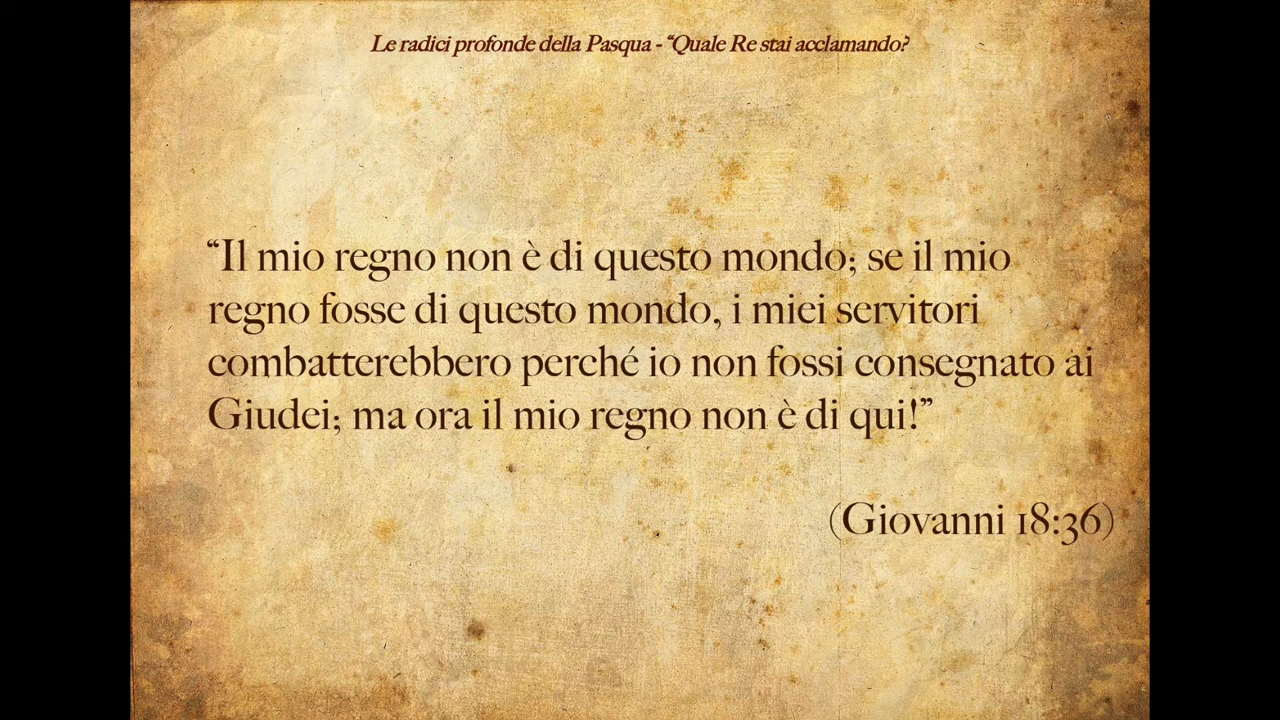 Le radici profonde della Pasqua - “Quale Re stai acclamando?
“Il mio regno non è di questo mondo; se il mio
regno fosse di questo mondo, i miei servitori
combatterebbero perché io non fossi consegnato ai
Giudei; ma ora il mio regno non è di qui!”
(Giovanni 18:36)